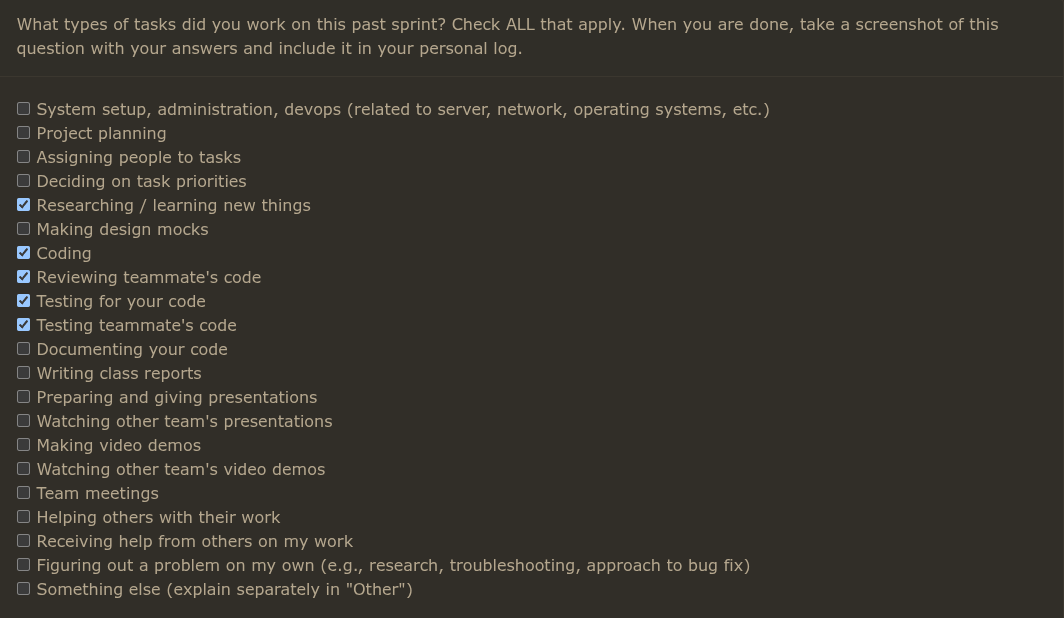 What types of tasks did you work on this past sprint? Check ALL that apply. When you are done, take a screenshot of this
question with your answers and include it in your personal log.
System setup, administration, devops (related to server, network, operating systems, etc.)
Project planning
Assigning people to tasks
Deciding on task priorities
Researching / learning new things
Making design mocks
Coding
Reviewing teammate's code
Testing for your code
Testing teammate's code
Documenting your code
Writing class reports
Preparing and giving presentations
Watching other team's presentations
Making video demos
Watching other team's video demos
Team meetings
Helping others with their work
Receiving help from others on my work
Figuring out a problem on my own (e.g., research, troubleshooting, approach to bug fix)
Something else (explain separately in "Other")